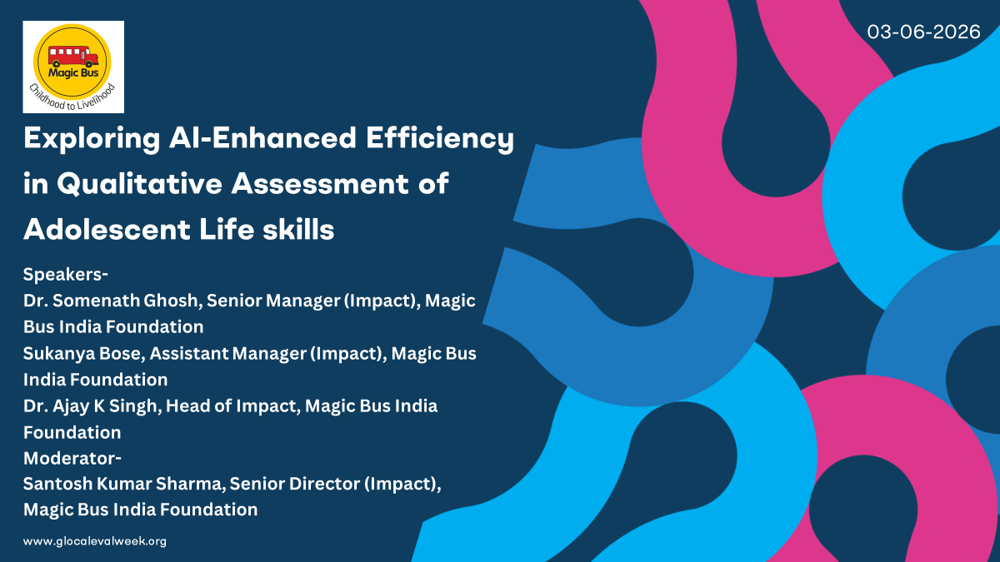 03-06-2026
Magic Bus
Childhood to Livelihood
Exploring AI-Enhanced Efficiency
in Qualitative Assessment of
Adolescent Life skills
Speakers-
Dr. Somenath Ghosh, Senior Manager (Impact), Magic
Bus India Foundation
Sukanya Bose, Assistant Manager (Impact), Magic Bus
India Foundation
Dr. Ajay K Singh, Head of Impact, Magic Bus India
Foundation
Moderator-
Santosh Kumar Sharma, Senior Director (Impact),
Magic Bus India Foundation
www.glocalevalweek.org